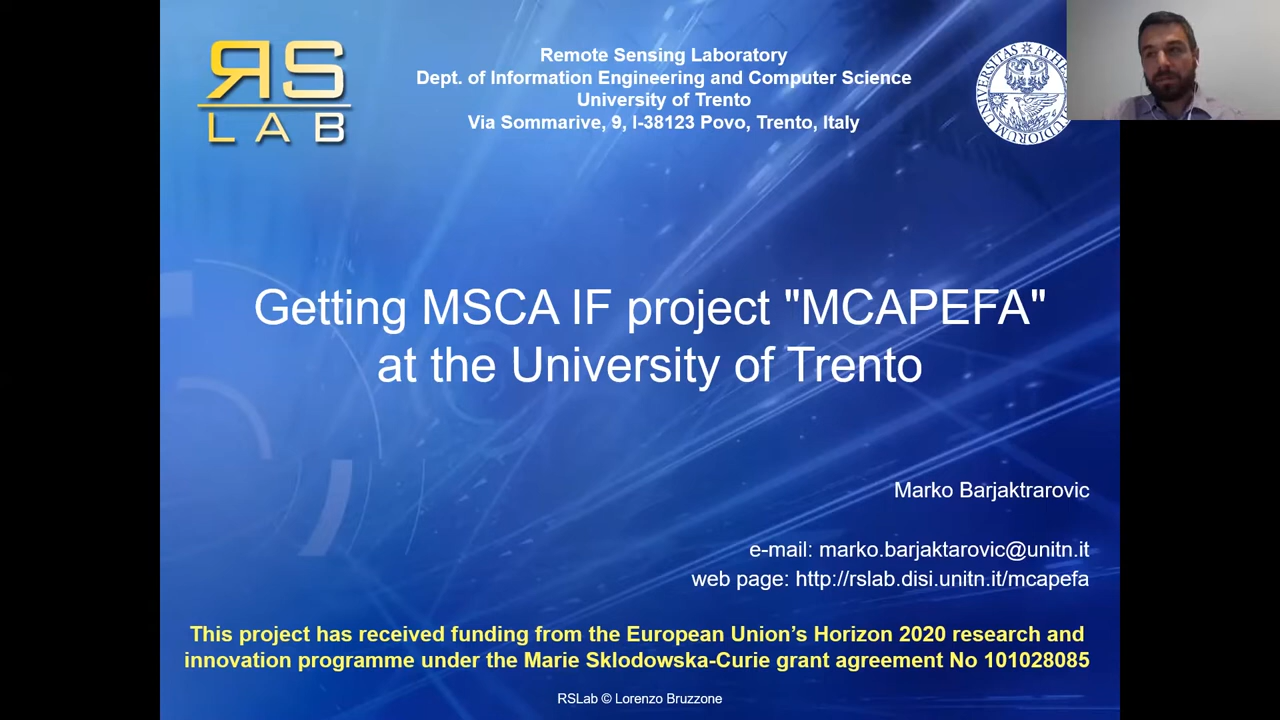 ЯS
LAB
Remote Sensing Laboratory
Dept. of Information Engineering and Computer Science
University of Trento
Via Sommarive, 9, I-38123 Povo, Trento, Italy
UNIVERSITAS ATHE STUDIORUM
Getting MSCA IF project "MCAPEFA"
at the University of Trento
Marko Barjaktrarovic
e-mail: marko.barjaktarovic@unitn.it
web page: http://rslab.disi.unitn.it/mcapefa
This project has received funding from the European Union’s Horizon 2020 research and
innovation programme under the Marie Sklodowska-Curie grant agreement No 101028085
RSLab © Lorenzo Bruzzone